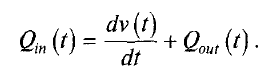 Q_in (t) = dv(t)/dt + Q_out (t).